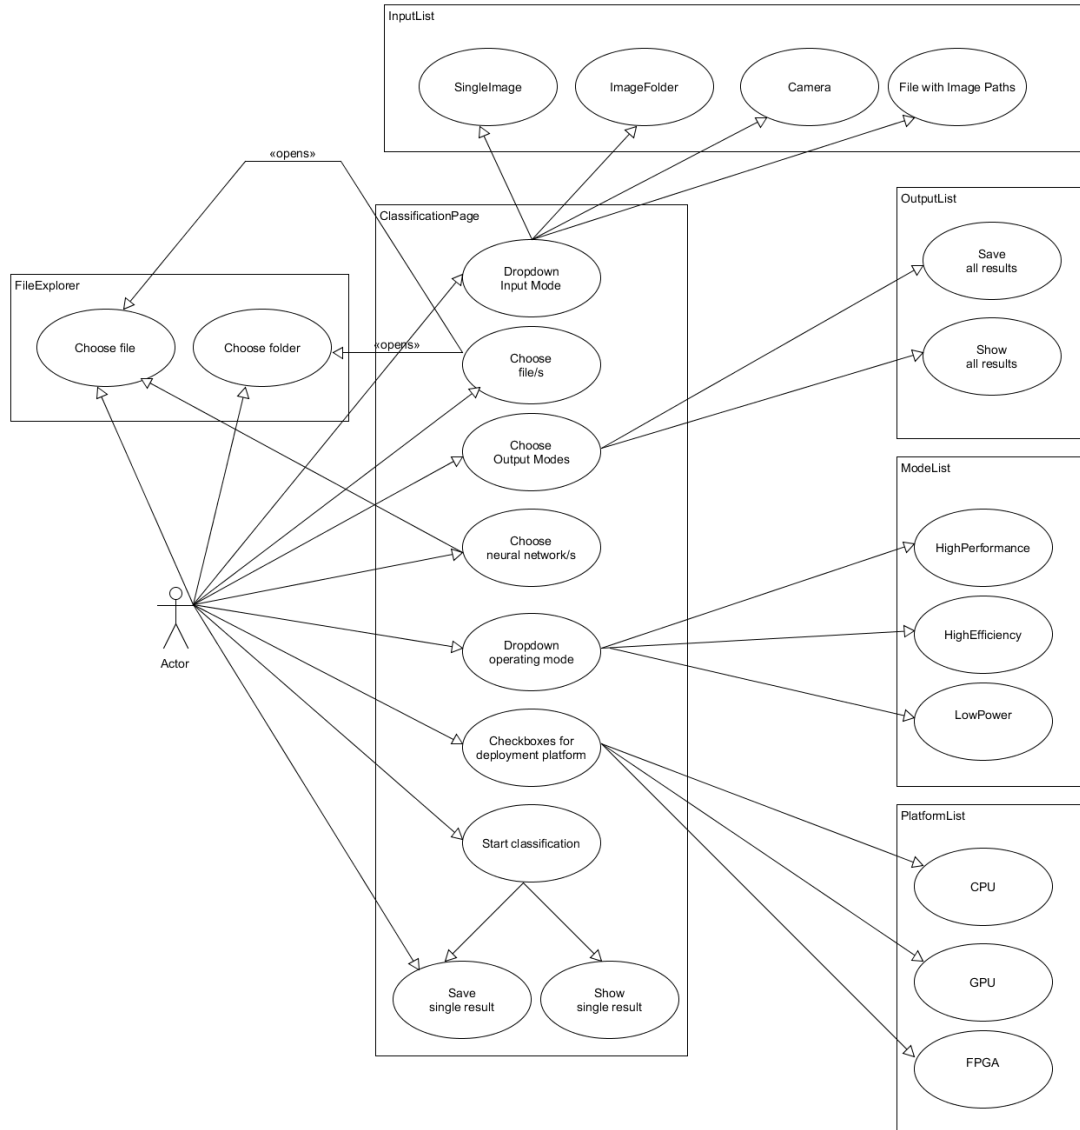 InputList
SingleImage
ImageFolder
Camera
File with Image Paths
«opens»
ClassificationPage
OutputList
Dropdown
Input Mode
Save
all results
FileExplorer
Choose file
Choose folder
«opens»
Choose
file/s
Show
all results
Choose
Output Modes
ModeList
Choose
neural network/s
HighPerformance
Actor
Dropdown
operating mode
HighEfficiency
LowPower
Checkboxes for
deployment platform
PlatformList
Start classification
CPU
GPU
Save
single result
Show
single result
FPGA